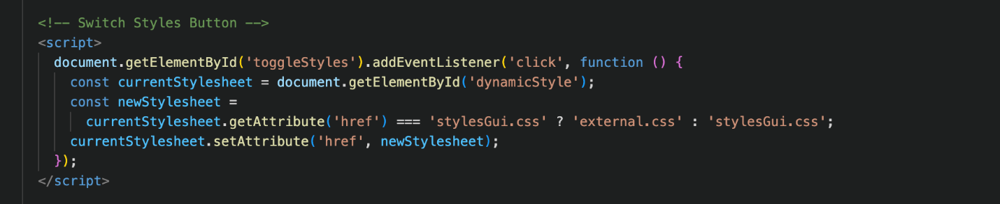 <!-- Switch Styles Button -->
<script>
document.getElementById('toggleStyles').addEventListener('click', function () {
const currentStylesheet = document.getElementById('dynamicStyle');
const newStylesheet =
currentStylesheet.getAttribute('href') === 'stylesGui.css' ? 'external.css' : 'stylesGui.css';
currentStylesheet.setAttribute('href', newStylesheet);
});
</script>